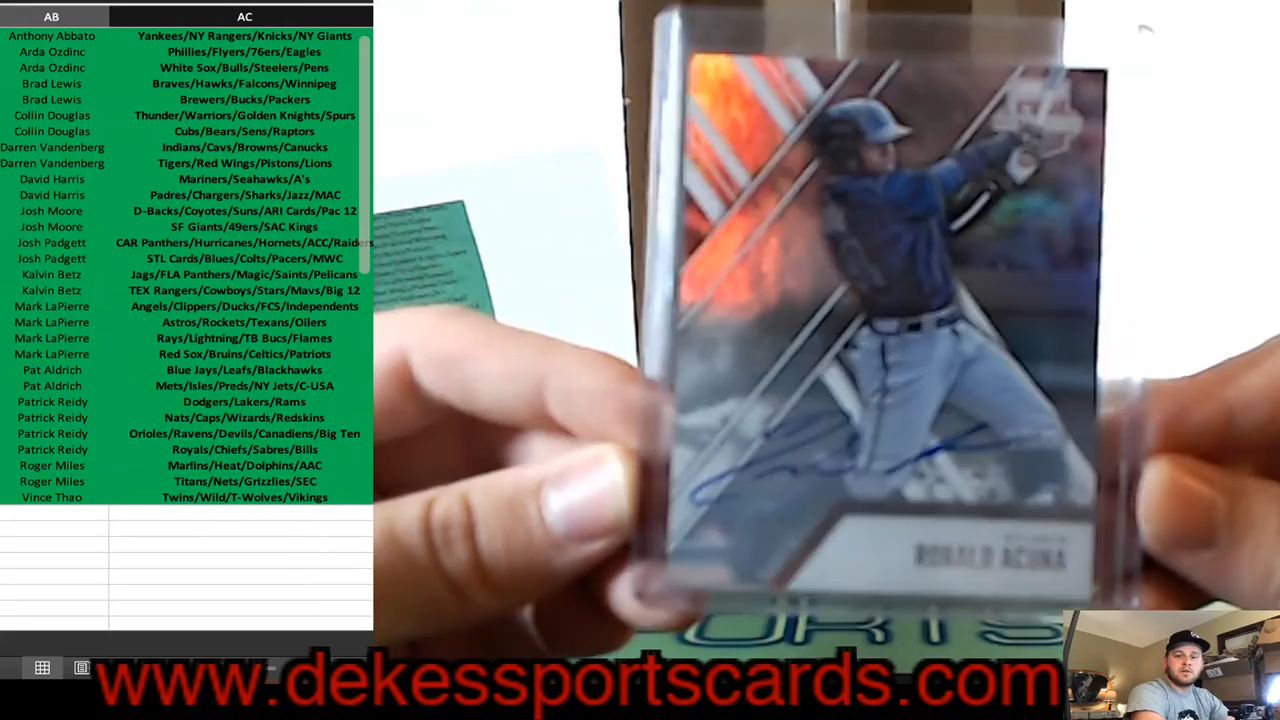 AB AC
Anthony Abbato Yankees/NY Rangers/Knicks/NY Giants
Arda Ozdinc Phillies/Flyers/76ers/Eagles
Arda Ozdinc White Sox/Bulls/Steelers/Pens
Brad Lewis Braves/Hawks/Falcons/Winnipeg
Brad Lewis Brewers/Bucks/Packers
Collin Douglas Thunder/Warriors/Golden Knights/Spurs
Collin Douglas Cubs/Bears/Sens/Raptors
Darren Vandenberg Indians/Cavs/Browns/Canucks
Darren Vandenberg Tigers/Red Wings/Pistons/Lions
David Harris Mariners/Seahawks/A's
David Harris Padres/Chargers/Sharks/Jazz/MAC
Josh Moore D-Backs/Coyotes/Suns/ARI Cards/Pac 12
Josh Moore SF Giants/49ers/SAC Kings
Josh Padgett CAR Panthers/Hurricanes/Hornets/ACC/Raiders
Josh Padgett STL Cards/Blues/Colts/Pacers/MWC
Kalvin Betz Jags/FLA Panthers/Magic/Saints/Pelicans
Kalvin Betz TEX Rangers/Cowboys/Stars/Mavs/Big 12
Mark LaPierre Angels/Clippers/Ducks/FCS/Independents
Mark LaPierre Astros/Rockets/Texans/Oilers
Mark LaPierre Rays/Lightning/TB Bucs/Flames
Mark LaPierre Red Sox/Bruins/Celtics/Patriots
Pat Aldrich Blue Jays/Leafs/Blackhawks
Pat Aldrich Mets/Isles/Preds/NY Jets/C-USA
Patrick Reidy Dodgers/Lakers/Rams
Patrick Reidy Nats/Caps/Wizards/Redskins
Patrick Reidy Orioles/Ravens/Devils/Canadiens/Big Ten
Patrick Reidy Royals/Chiefs/Sabres/Bills
Roger Miles Marlins/Heat/Dolphins/AAC
Roger Miles Titans/Nets/Grizzlies/SEC
Vince Thao Twins/Wild/T-Wolves/Vikings
RONALD ACUNA
ORTS
www.dekessportscards.com